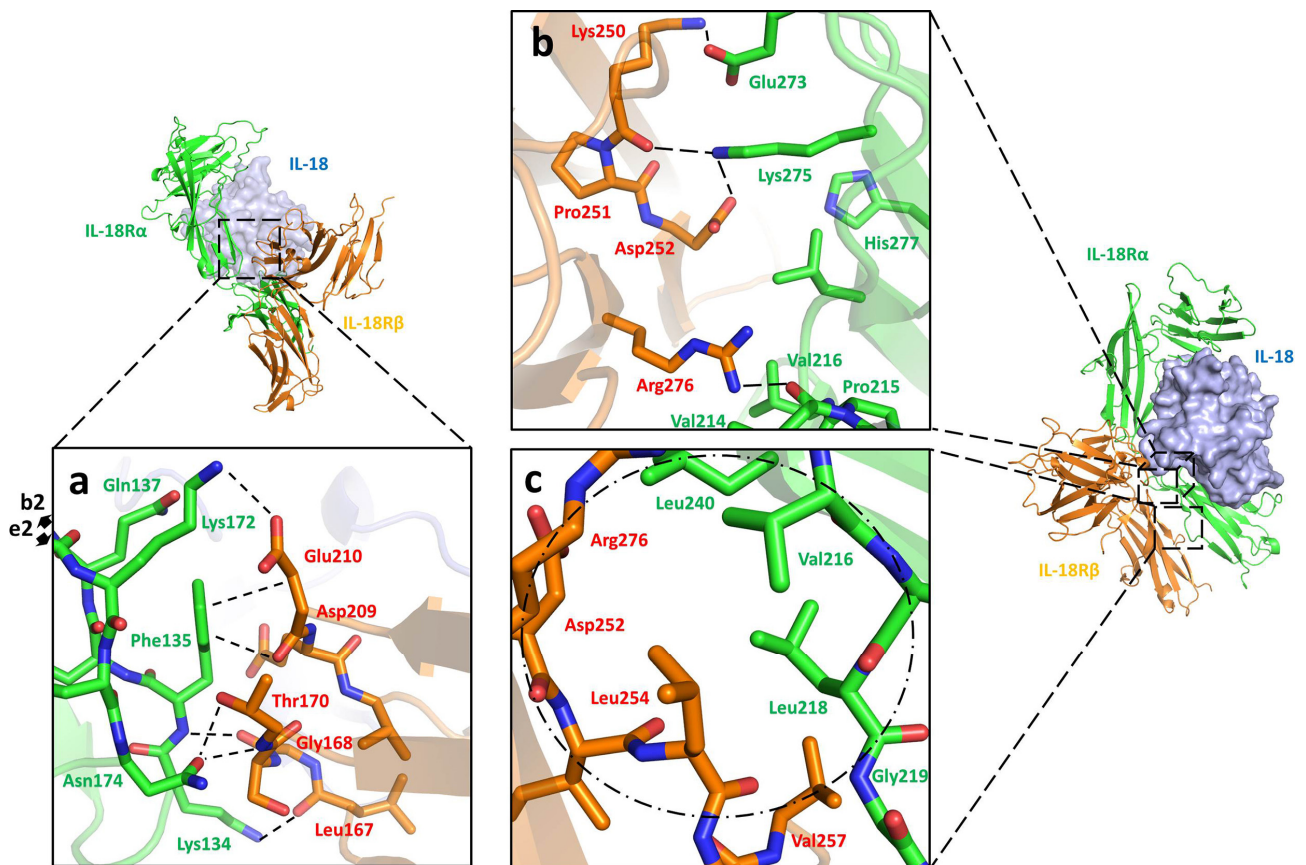 IL-18
IL-18Rα
IL-18Rβ
b
Lys250
Glu273
Lys275
Pro251
Asp252
His277
Arg276
Val216
Pro215
Val214
IL-18Rα
IL-18
IL-18Rβ
a
Gln137
b2
e2
Lys172
Glu210
Asp209
Phe135
Thr170
Gly168
Asn174
Leu167
Lys134
c
Leu240
Arg276
Val216
Asp252
Leu254
Leu218
Gly219
Val257